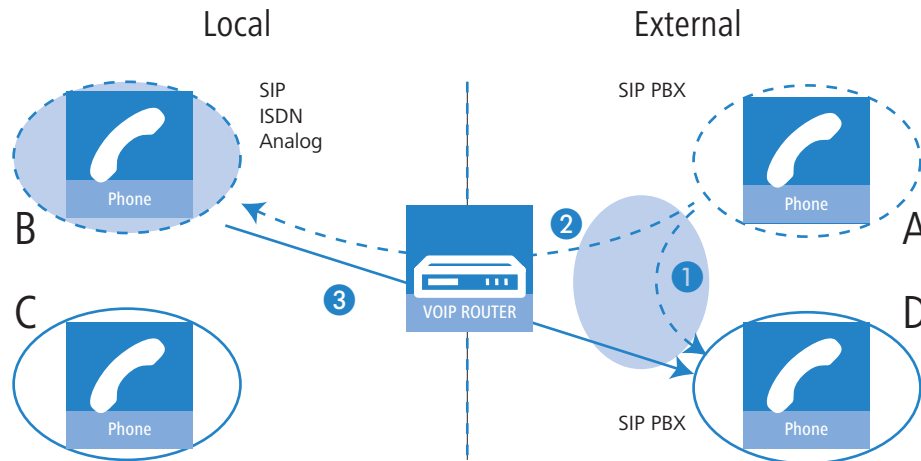 Local
External
SIP
ISDN
Analog
SIP PBX
Phone
Phone
B
A
2
1
3
VOIP ROUTER
C
D
Phone
SIP PBX
Phone